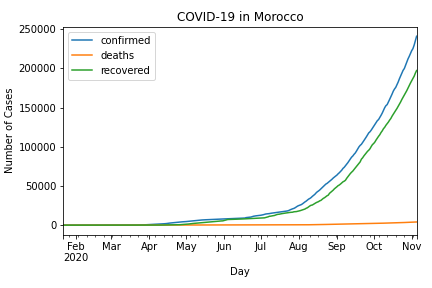 COVID-19 in Morocco
confirmed
deaths
recovered
Number of Cases
250000
200000
150000
100000
50000
0
Feb Mar Apr May Jun Jul Aug Sep Oct Nov
2020
Day